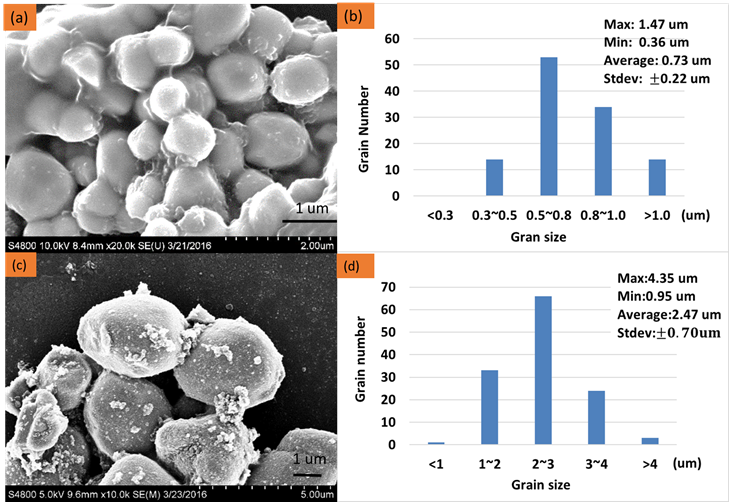 (a)
1 um
S4800 10.0kV 8.4mm x20.0k SE(U) 3/21/2016 2.00um
(b)
Max: 1.47 um
Min: 0.36 um
Average: 0.73 um
Stdev: ±0.22 um
Grain Number
60
50
40
30
20
10
0
<0.3 0.3~0.5 0.5~0.8 0.8~1.0 >1.0 (um)
Gran size
(c)
1 um
S4800 5.0kV 9.6mm x10.0k SE(M) 3/23/2016 5.00um
(d)
Max:4.35 um
Min:0.95 um
Average:2.47 um
Stdev:±0.70um
Grain number
70
60
50
40
30
20
10
0
<1 1~2 2~3 3~4 >4 (um)
Grain size